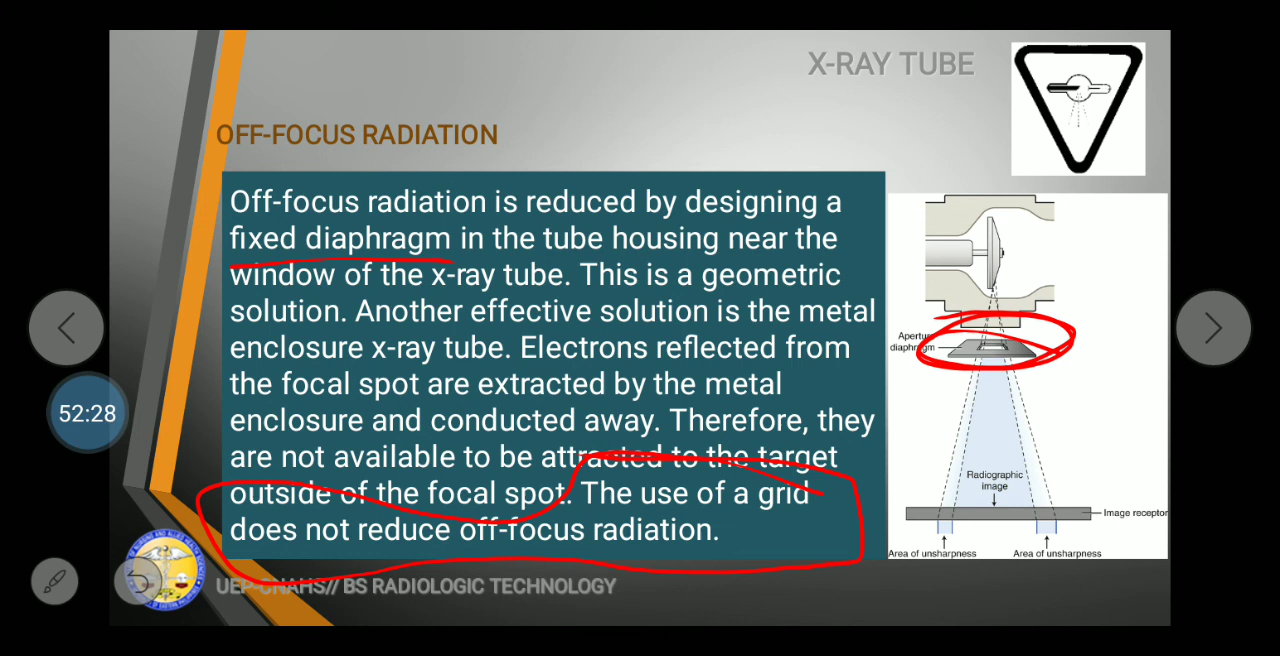 X-RAY TUBE
OFF-FOCUS RADIATION
Off-focus radiation is reduced by designing a
fixed diaphragm in the tube housing near the
window of the x-ray tube. This is a geometric
solution. Another effective solution is the metal
enclosure x-ray tube. Electrons reflected from
the focal spot are extracted by the metal
enclosure and conducted away. Therefore, they
are not available to be attracted to the target
outside of the focal spot. The use of a grid
does not reduce off-focus radiation.
Aperture
diaphragm
Radiographic
image
Image receptor
Area of unsharpness
Area of unsharpness
52:28
UEP-CNAHS// BS RADIOLOGIC TECHNOLOGY